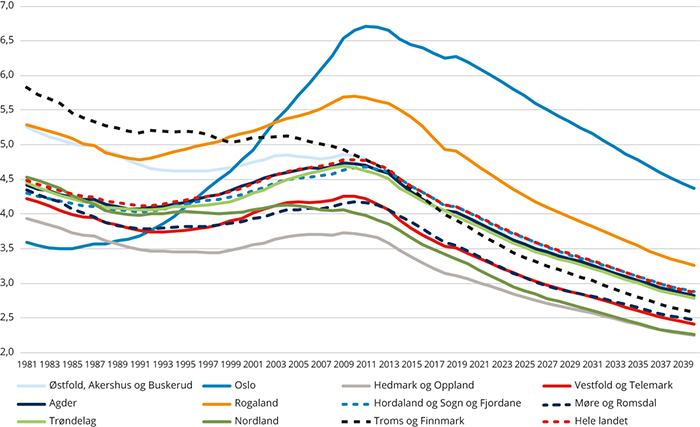 7,0
6,0
5,5
5,0
4,5
4,0
3,5
3,0
2,5
2,0
1981 1983 1985 1987 1989 1991 1993 1995 1997 1999 2001 2003 2005 2007 2009 2011 2013 2015 2017 2019 2021 2023 2025 2027 2029 2031 2033 2035 2037 2039
Østfold, Akershus og Buskerud Oslo Hedmark og Oppland Vestfold og Telemark
Agder Rogaland Hordaland og Sogn og Fjordane Møre og Romsdal
Trøndelag Nordland Troms og Finnmark Hele landet